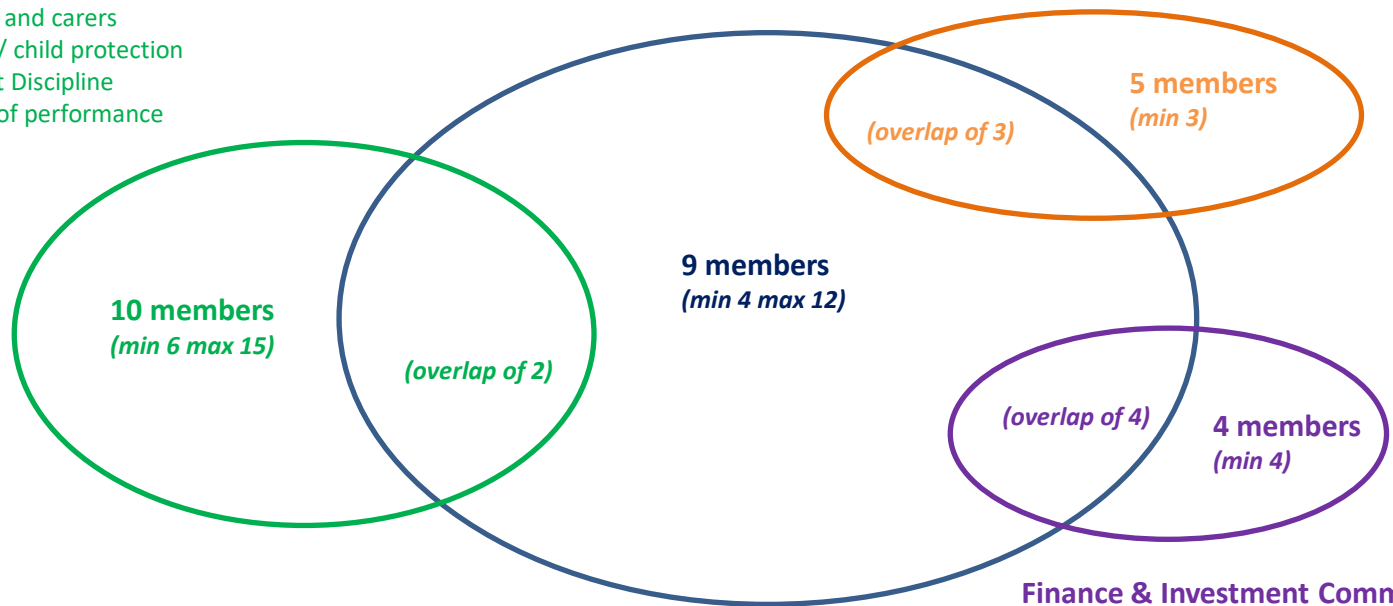 and carers
/ child protection
t Discipline
of performance
5 members
(min 3)
(overlap of 3)
9 members
(min 4 max 12)
10 members
(min 6 max 15)
(overlap of 2)
(overlap of 4)
4 members
(min 4)
Finance & Investment